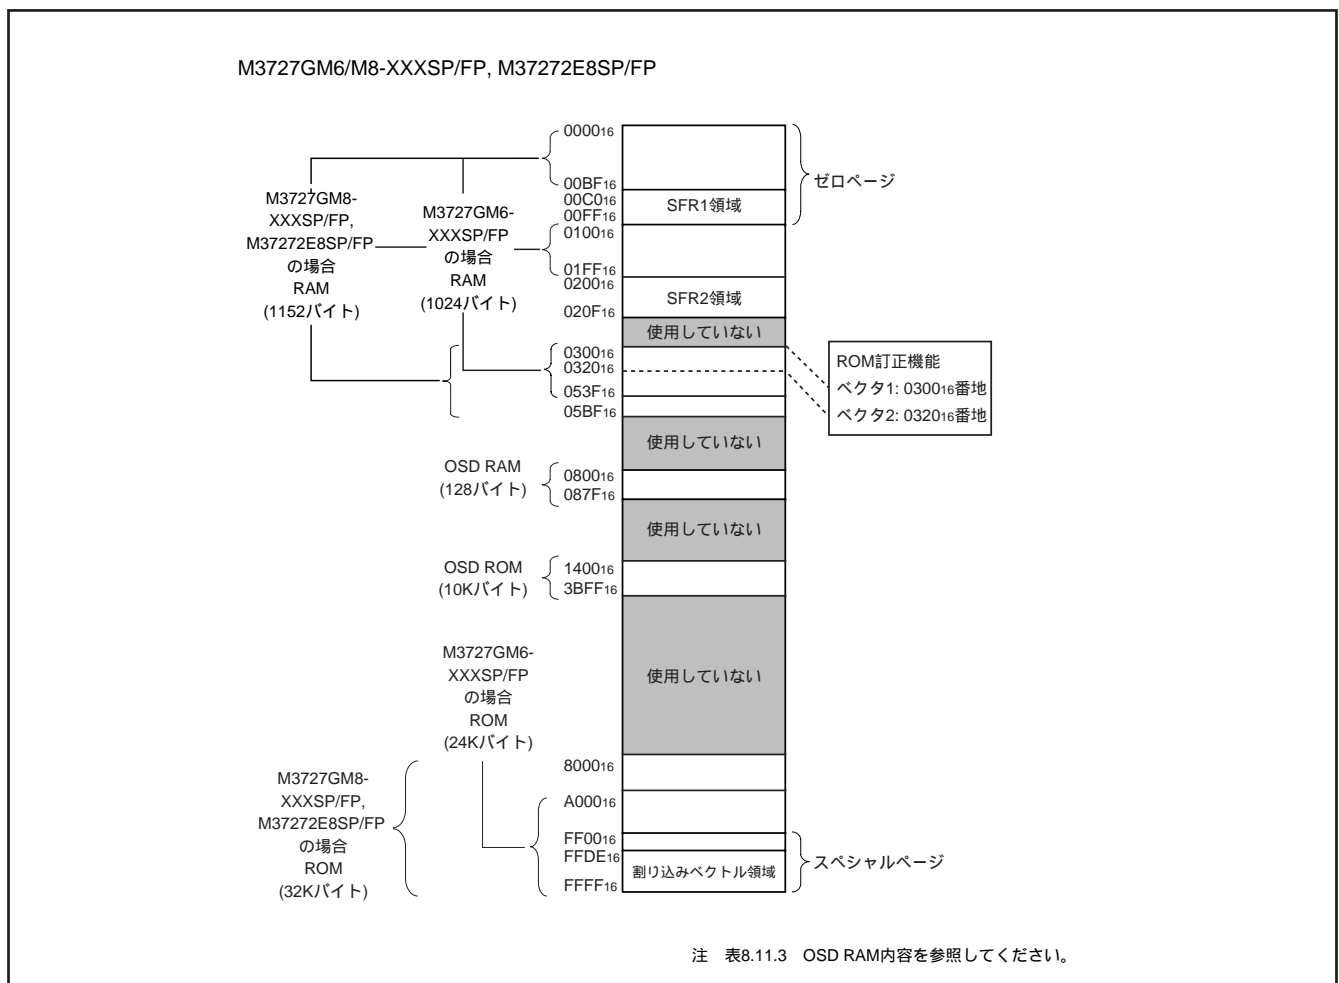 M3727GM6/M8-XXXSP/FP, M37272E8SP/FP
000016
00BF16
00C016
00FF16
010016
01FF16
020016
020F16
030016
032016
053F16
05BF16
080016
087F16
140016
3BFF16
800016
A00016
FF0016
FFDE16
FFFF16
M3727GM8-
XXXSP/FP,
M37272E8SP/FP
の場合
RAM
(1152バイト)
M3727GM6-
XXXSP/FP
の場合
RAM
(1024バイト)
OSD RAM
(128バイト)
OSD ROM
(10Kバイト)
M3727GM6-
XXXSP/FP
の場合
ROM
(24Kバイト)
M3727GM8-
XXXSP/FP,
M37272E8SP/FP
の場合
ROM
(32Kバイト)
SFR1領域
SFR2領域
使用していない
使用していない
使用していない
使用していない
割り込みベクトル領域
ゼロページ
ROM訂正機能
ベクタ1: 030016番地
ベクタ2: 032016番地
スペシャルページ
注 表8.11.3 OSD RAM内容を参照してください。